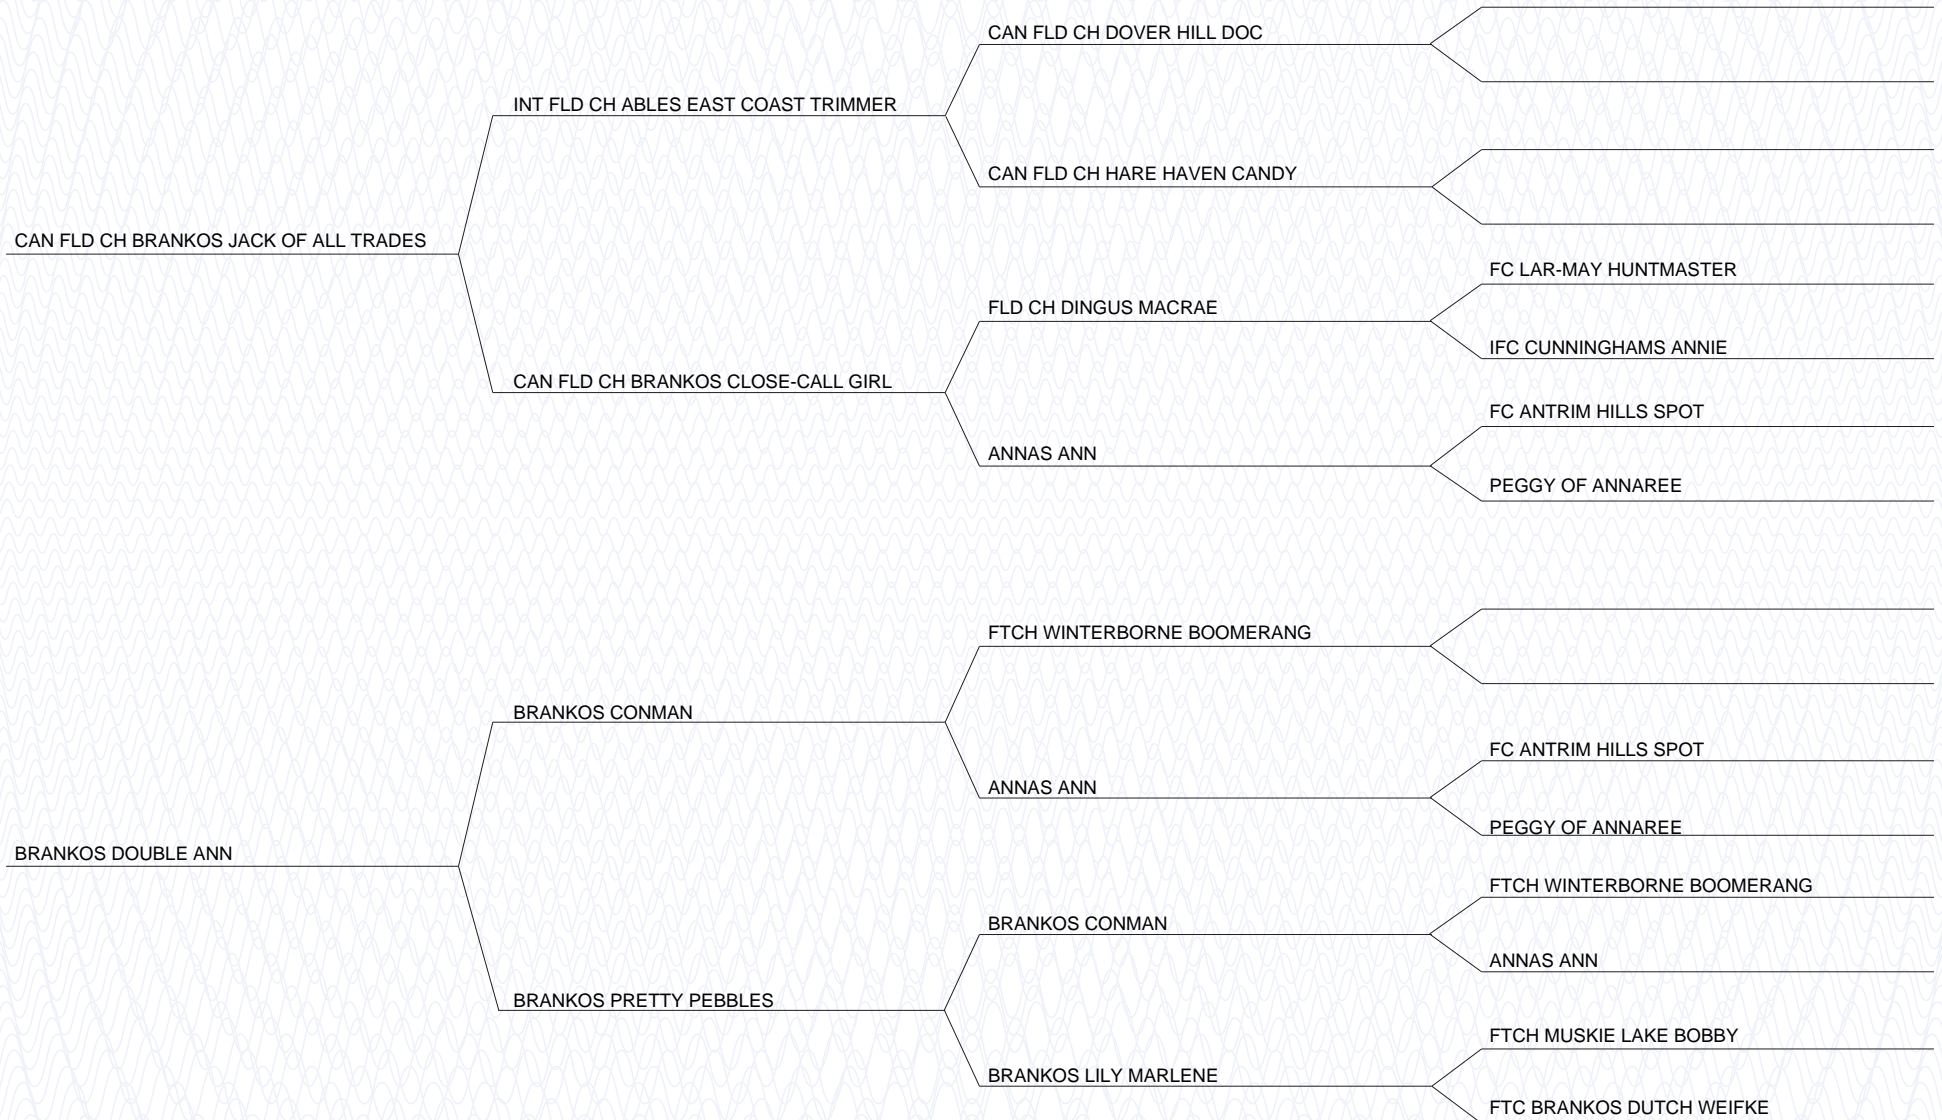 CAN FLD CH DOVER HILL DOC
INT FLD CH ABLES EAST COAST TRIMMER
CAN FLD CH HARE HAVEN CANDY
CAN FLD CH BRANKOS JACK OF ALL TRADES
FC LAR-MAY HUNTMASTER
FLD CH DINGUS MACRAE
IFC CUNNINGHAMS ANNIE
CAN FLD CH BRANKOS CLOSE-CALL GIRL
FC ANTRIM HILLS SPOT
ANNAS ANN
PEGGY OF ANNAREE
FTCH WINTERBORNE BOOMERANG
BRANKOS CONMAN
FC ANTRIM HILLS SPOT
ANNAS ANN
PEGGY OF ANNAREE
BRANKOS DOUBLE ANN
FTCH WINTERBORNE BOOMERANG
BRANKOS CONMAN
ANNAS ANN
BRANKOS PRETTY PEBBLES
FTCH MUSKIE LAKE BOBBY
BRANKOS LILY MARLENE
FTC BRANKOS DUTCH WEIFKE